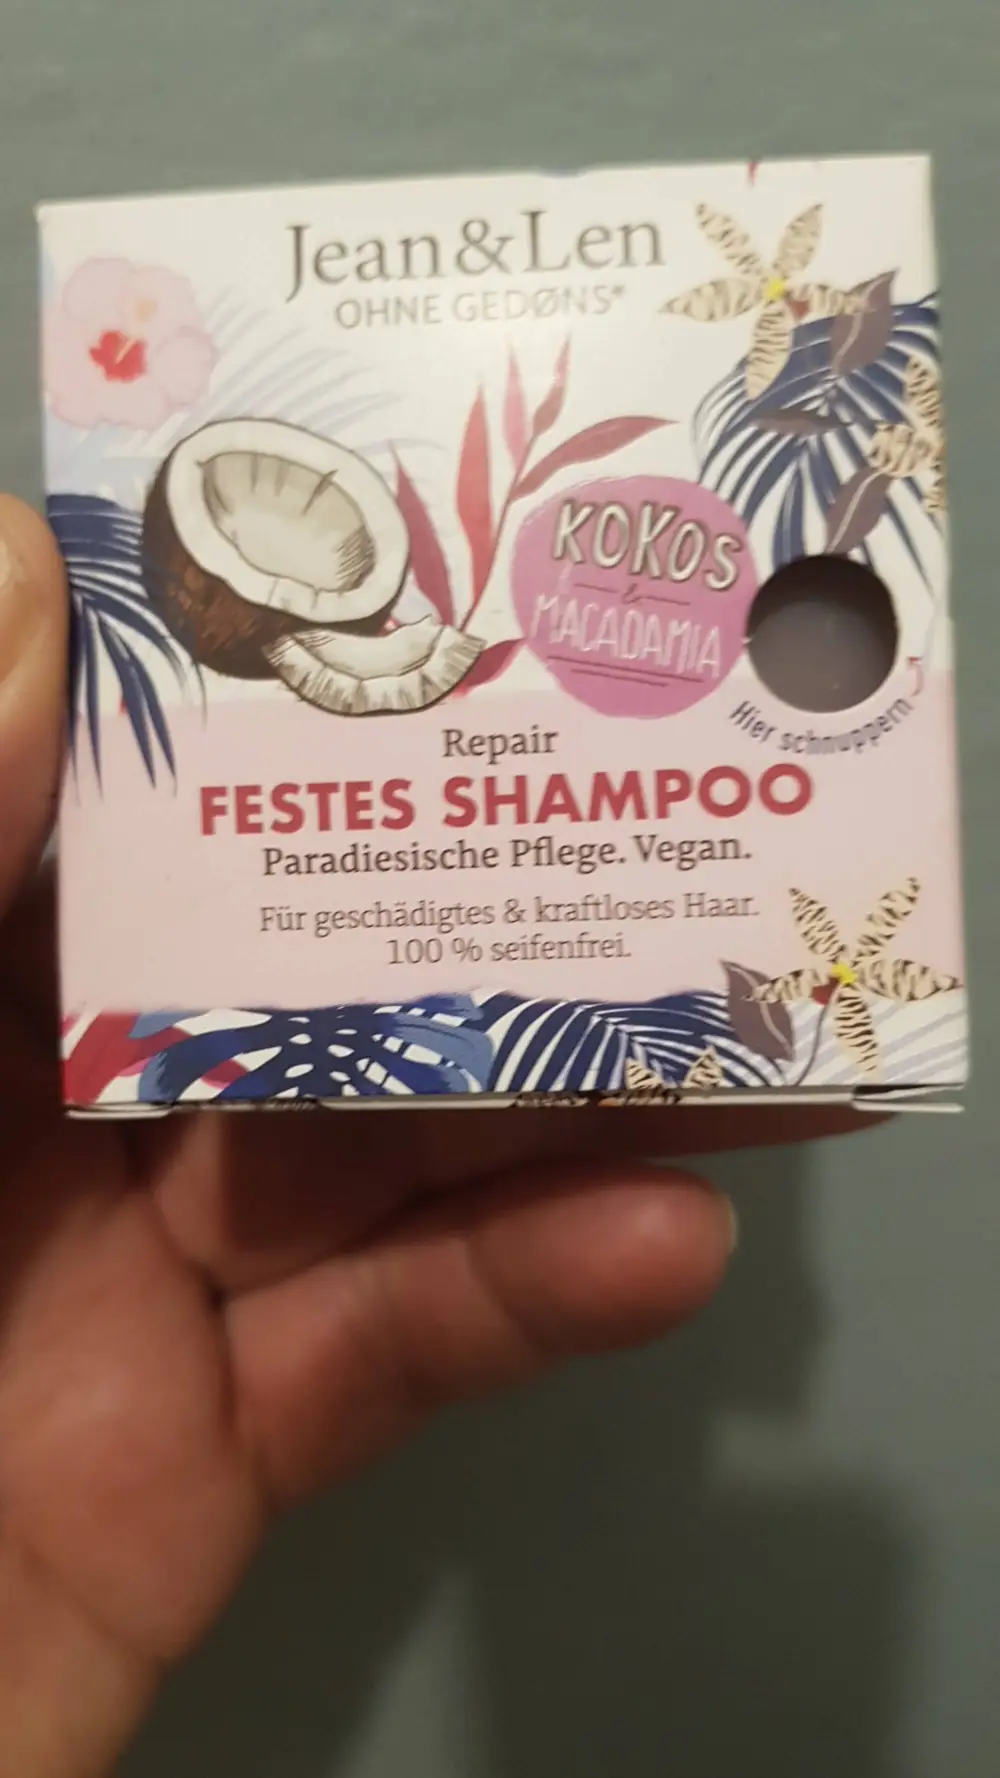 Jean&Len
OHNE GEDØNS*
KOKOS
&
MACADAMIA
Hier schnuppern
Repair
FESTES SHAMPOO
Paradiesische Pflege. Vegan.
Für geschädigtes & kraftloses Haar.
100 % seifenfrei.